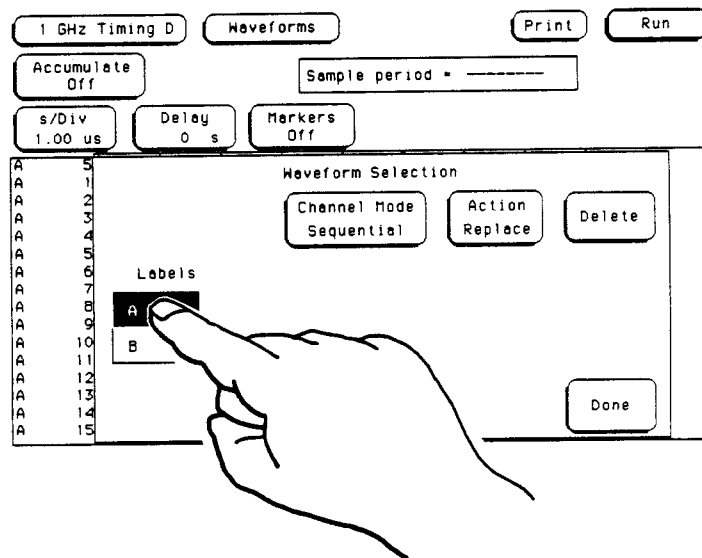 1 GHz Timing D Waveforms Print Run
Accumulate
Off
Sample period = --------
s/Div
1.00 us
Delay
0 s
Markers
Off
Waveform Selection
Channel Mode
Sequential
Action
Replace
Delete
Labels
A
B
Done
A 5
A 1
A 2
A 3
A 4
A 5
A 6
A 7
A 8
A 9
A 10
A 11
A 12
A 13
A 14
A 15